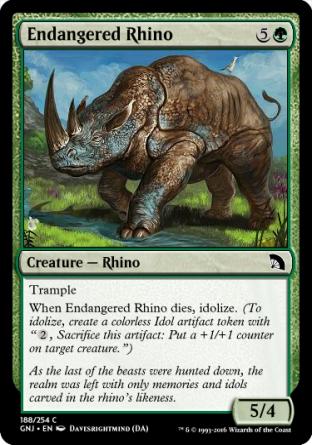 Endangered Rhino 5
Creature — Rhino
Trample
When Endangered Rhino dies, idolize. (To
idolize, create a colorless Idol artifact token with
“2, Sacrifice this artifact: Put a +1/+1 counter
on target creature.”)
As the last of the beasts were hunted down, the
realm was left with only memories and idols
carved in the rhino's likeness.
5/4
188/254 C
GNJ • EN DAVESRIGHTMIND (DA)
™ & © 1993-2016 Wizards of the Coast